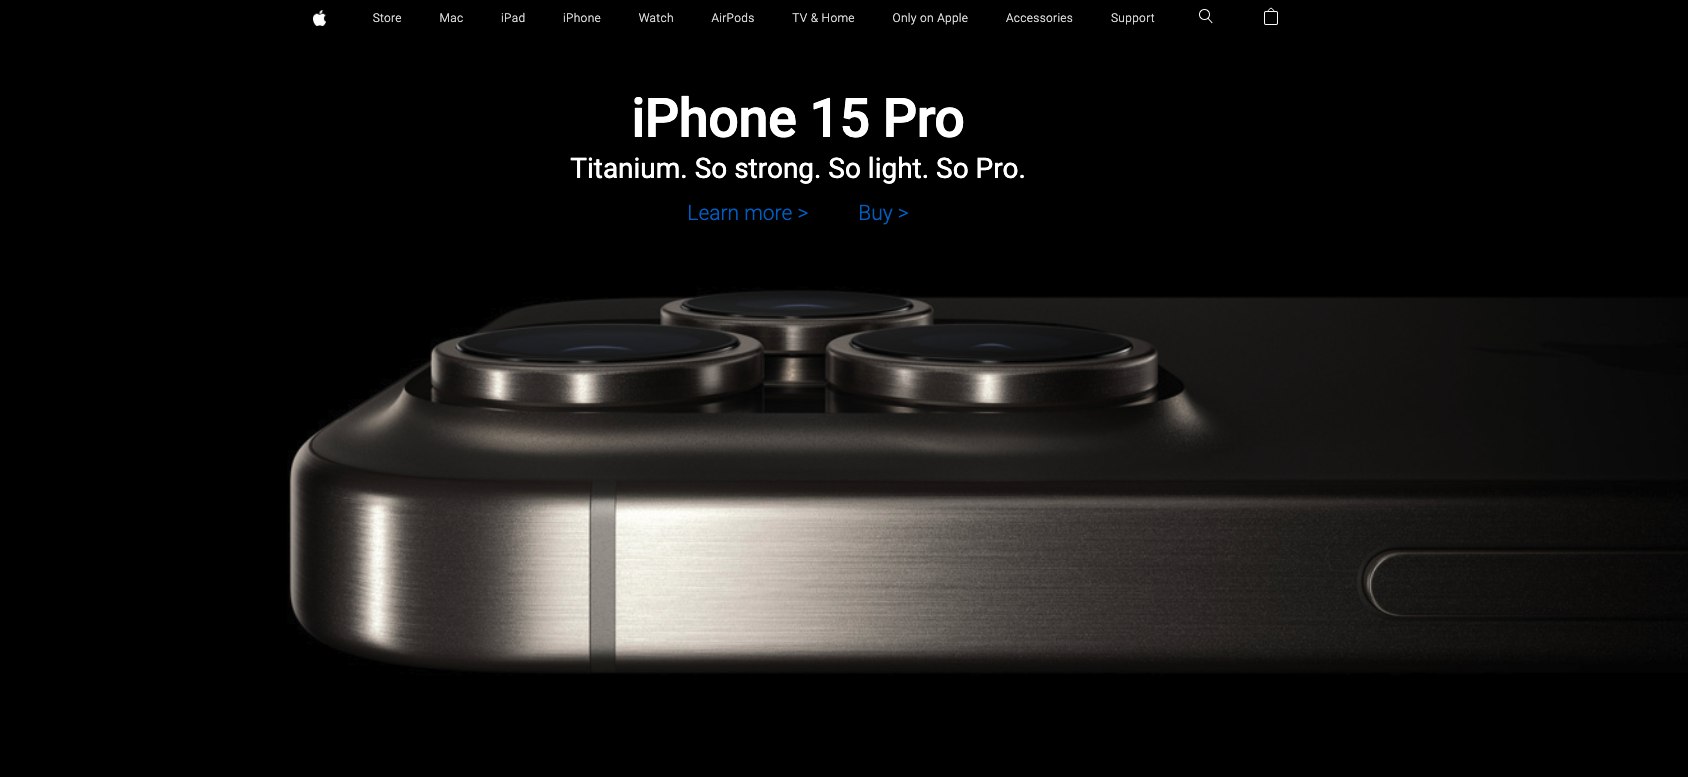 Store Mac iPad iPhone Watch AirPods TV & Home Only on Apple Accessories Support
iPhone 15 Pro
Titanium. So strong. So light. So Pro.
Learn more > Buy >